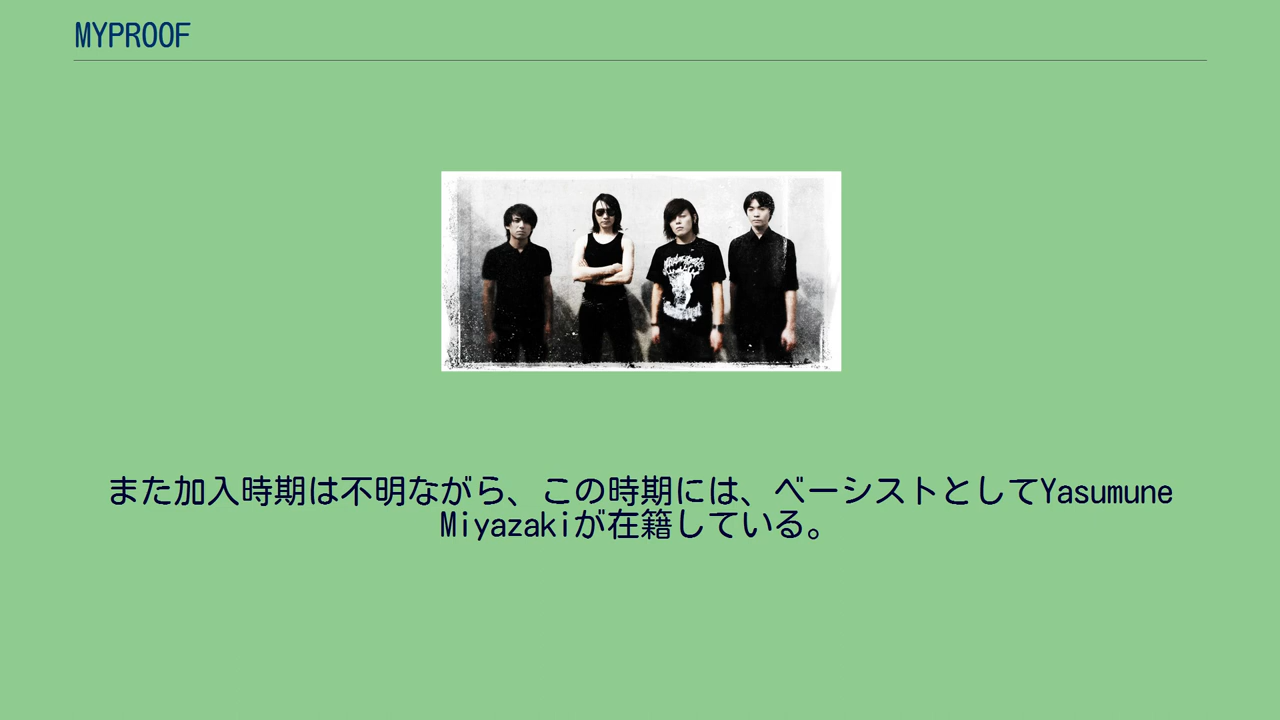 MYPROOF
また加入時期は不明ながら、この時期には、ベーシストとしてYasumune
Miyazakiが在籍している。